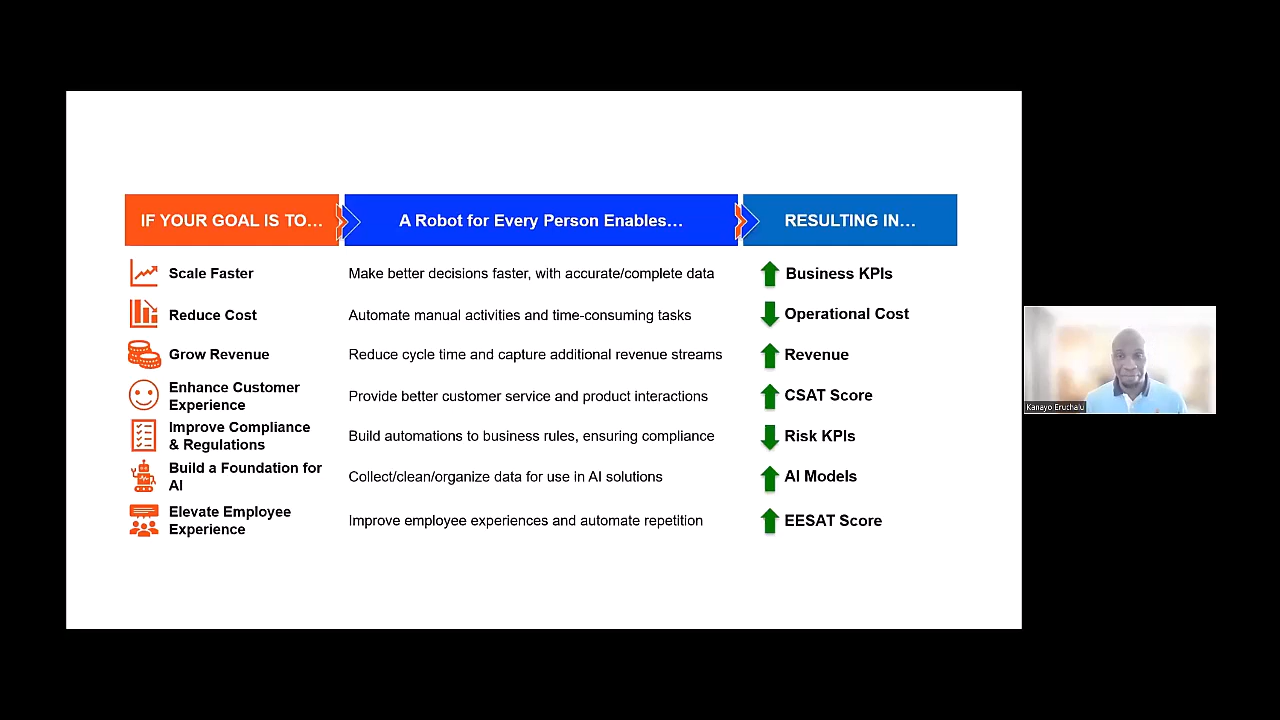 IF YOUR GOAL IS TO...
A Robot for Every Person Enables...
RESULTING IN...
Scale Faster
Make better decisions faster, with accurate/complete data
Business KPIs
Reduce Cost
Automate manual activities and time-consuming tasks
Operational Cost
Grow Revenue
Reduce cycle time and capture additional revenue streams
Revenue
Enhance Customer
Experience
Provide better customer service and product interactions
CSAT Score
Improve Compliance
& Regulations
Build automations to business rules, ensuring compliance
Risk KPIs
Build a Foundation for
AI
Collect/clean/organize data for use in AI solutions
AI Models
Elevate Employee
Experience
Improve employee experiences and automate repetition
EESAT Score
Kanayo Eruchalu